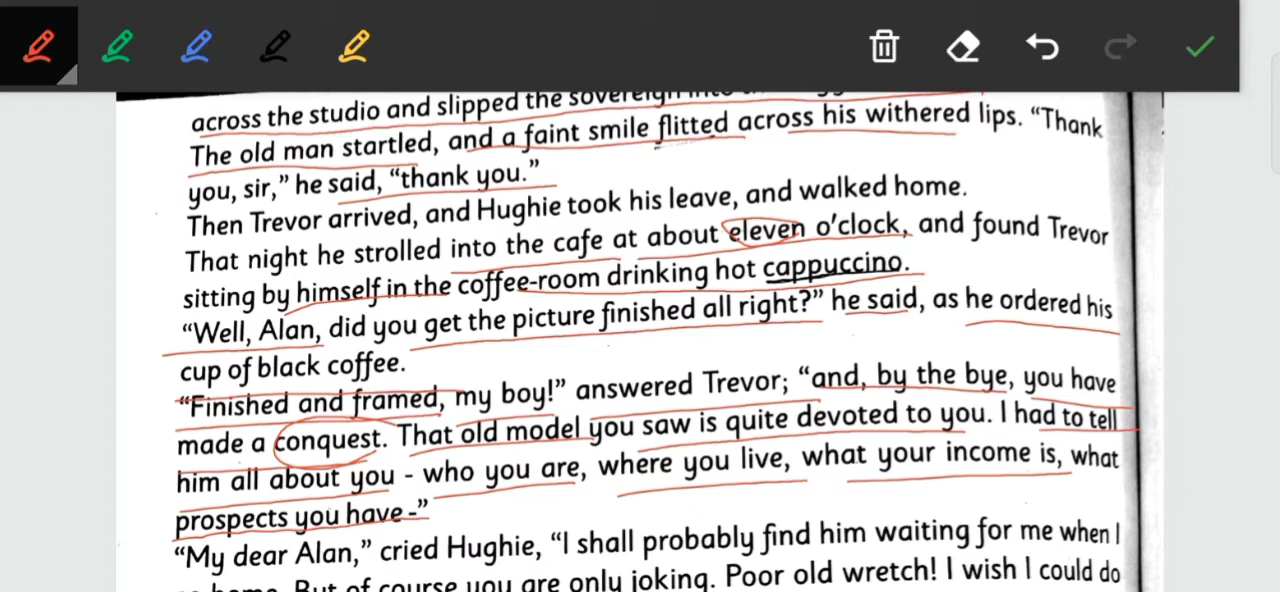 across the studio and slipped the sovereign into
The old man startled, and a faint smile flitted across his withered lips. “Thank
you, sir,” he said, “thank you.”
Then Trevor arrived, and Hughie took his leave, and walked home.
That night he strolled into the cafe at about eleven o’clock, and found Trevor
sitting by himself in the coffee-room drinking hot cappuccino.
“Well, Alan, did you get the picture finished all right?” he said, as he ordered his
cup of black coffee.
“Finished and framed, my boy!” answered Trevor; “and, by the bye, you have
made a conquest. That old model you saw is quite devoted to you. I had to tell
him all about you - who you are, where you live, what your income is, what
prospects you have -”
“My dear Alan,” cried Hughie, “I shall probably find him waiting for me when I
home. But of course you are only joking. Poor old wretch! I wish I could do